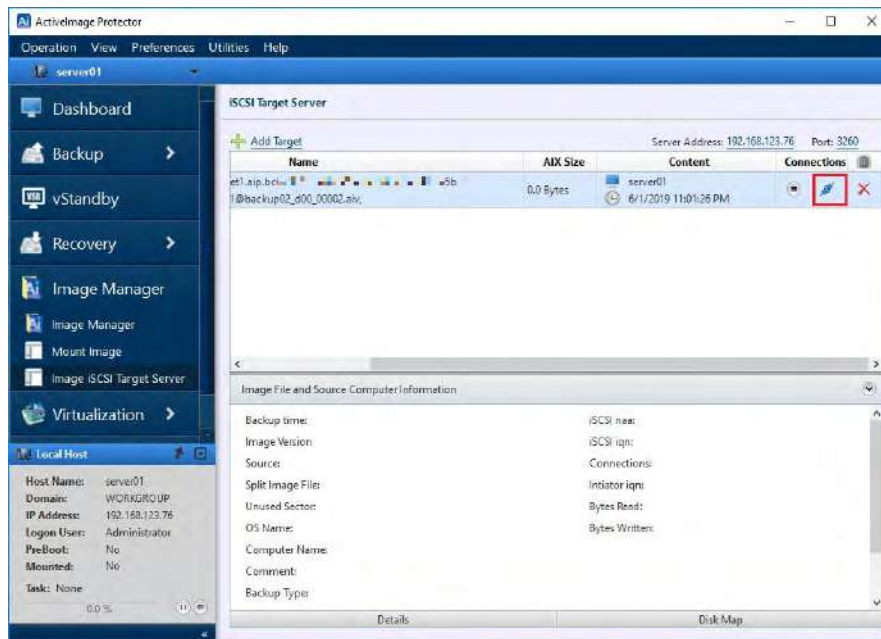 ActiveImage Protector
Operation View Preferences Utilities Help
server01
Dashboard
Backup
vStandby
Recovery
Image Manager
Image Manager
Mount Image
Image iSCSI Target Server
Virtualization
Local Host
Host Name: server01
Domain: WORKGROUP
IP Address: 192.168.123.76
Logon User: Administrator
PreBoot: No
Mounted: No
Task: None
0.0 %
iSCSI Target Server
Add Target
Server Address: 192.168.123.76 Port: 3260
Name AIX Size Content Connections
5b
1@backup02_d00_00002.aiv,
0.0 Bytes
server01
6/1/2019 11:01:26 PM
Image File and Source Computer Information
Backup time:
Image Version
Source:
Split Image File:
Unused Sector:
OS Name:
Computer Name:
Comment:
Backup Type:
iSCSI naa:
iSCSI iqn:
Connections:
Intiator iqn:
Bytes Read:
Bytes Written:
Details
Disk Map